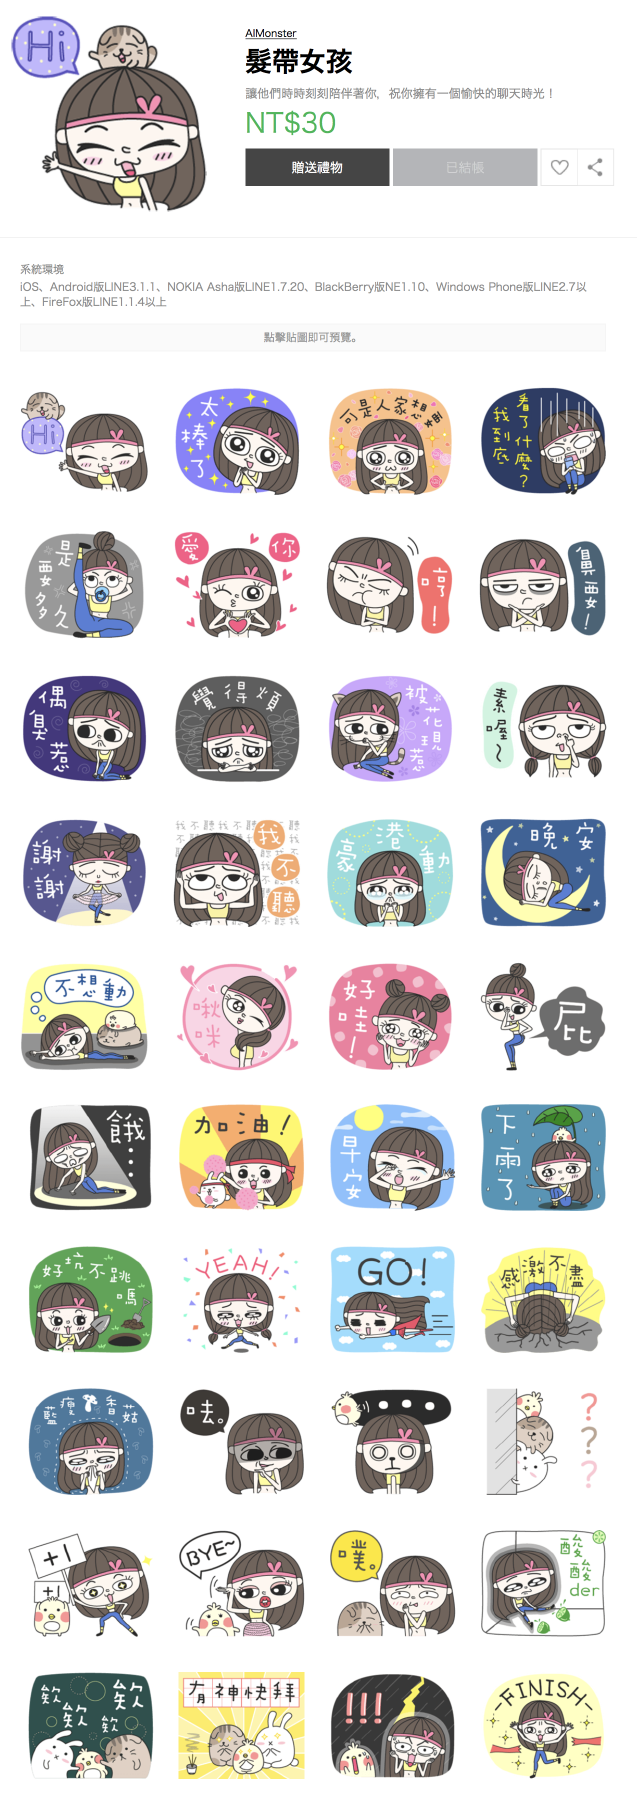 Hi
AIMonster
髮帶女孩
讓他們時時刻刻陪伴著你，祝你擁有一個愉快的聊天時光！
NT$30
贈送禮物
已結帳
系統環境
iOS、Android版LINE3.1.1、NOKIA Asha版LINE1.7.20、BlackBerry版NE1.10、Windows Phone版LINE2.7以
上、FireFox版LINE1.1.4以上
點擊貼圖即可預覽。
Hi
太棒了
可是人家想要
看了什麼?
我到底
是要多久
愛你
哼!
鼻要!
偶具惹
覺得煩
被花現惹
素喔~
謝謝
我不聽
我不聽
豪港動
晚安
不想動
啾咪
好哇!
屁
餓...
加油!
早安
下雨了
好坑不跳嗎
YEAH!
GO!
感激不盡
藍瘦香菇
呿。
...
?
?
?
+1
+1
BYE~
噗。
酸酸der
欸欸
欸欸
有神快拜
!!!
FINISH